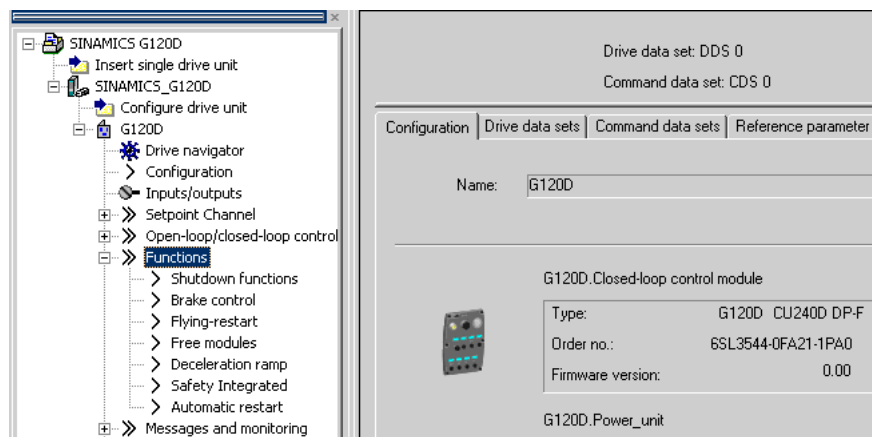 SINAMICS G120D
Insert single drive unit
SINAMICS_G120D
Configure drive unit
G120D
Drive navigator
Configuration
Inputs/outputs
Setpoint Channel
Open-loop/closed-loop control
Functions
Shutdown functions
Brake control
Flying-restart
Free modules
Deceleration ramp
Safety Integrated
Automatic restart
Messages and monitoring
Drive data set: DDS 0
Command data set: CDS 0
Configuration Drive data sets Command data sets Reference parameter
Name: G120D
G120D.Closed-loop control module
Type: G120D CU240D DP-F
Order no.: 6SL3544-0FA21-1PA0
Firmware version: 0.00
G120D.Power_unit